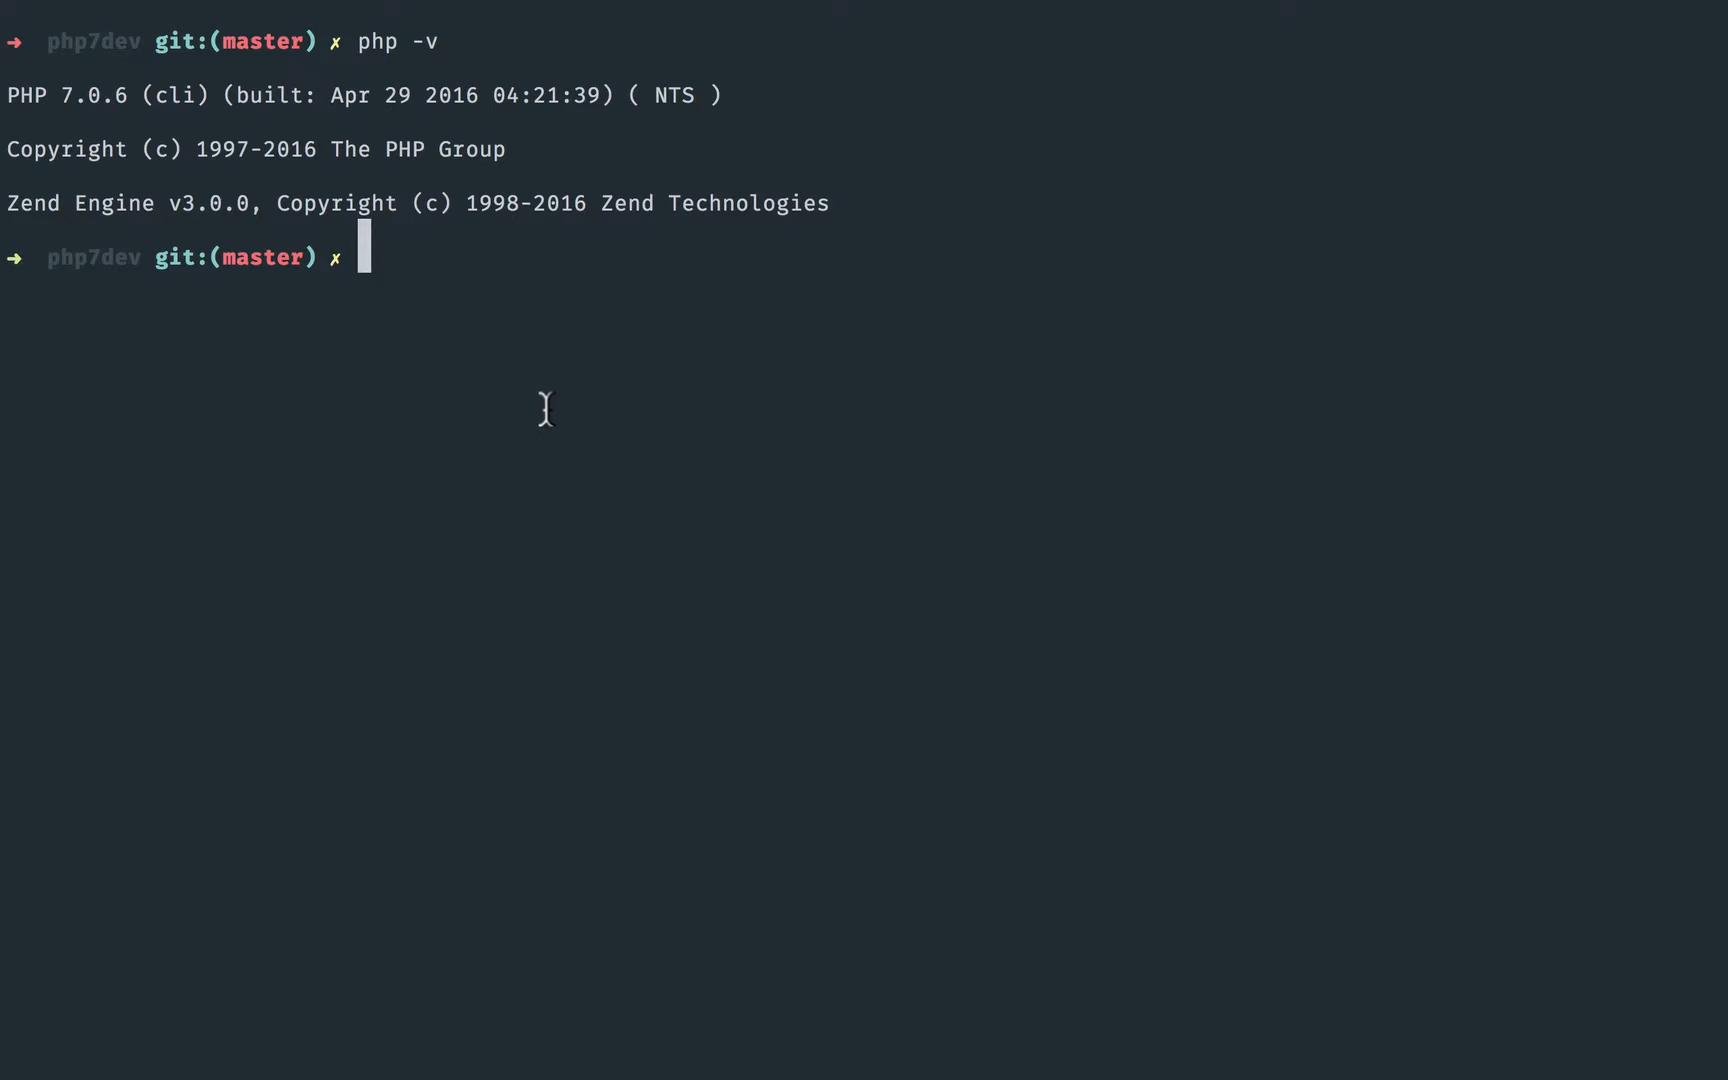 ➜  php7dev git:(master) ✗ php -v
PHP 7.0.6 (cli) (built: Apr 29 2016 04:21:39) ( NTS )
Copyright (c) 1997-2016 The PHP Group
Zend Engine v3.0.0, Copyright (c) 1998-2016 Zend Technologies
➜  php7dev git:(master) ✗